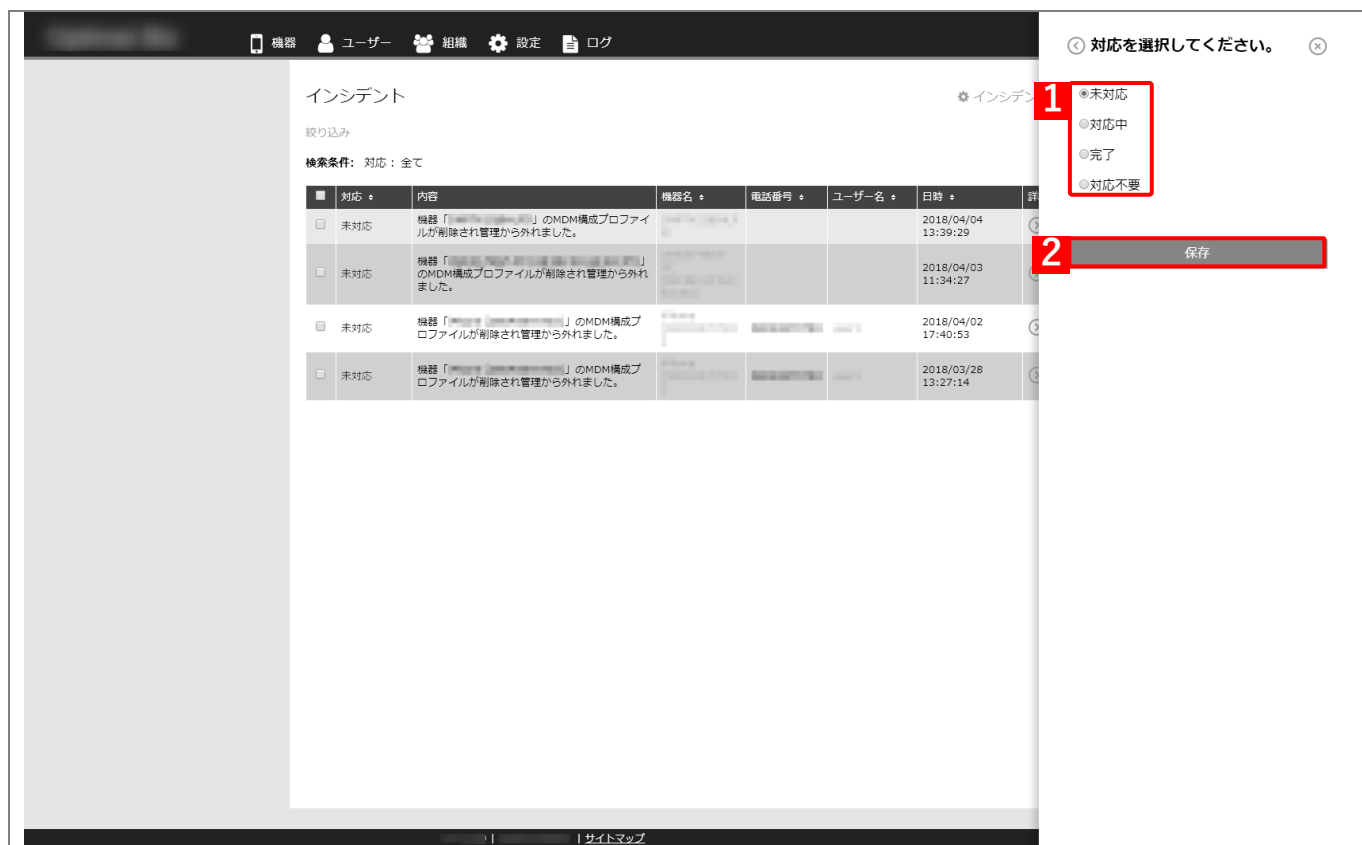 機器 ユーザー 組織 設定 ログ
対応を選択してください。
インシデント
インシデン
1
未対応
対応中
完了
対応不要
2
保存
絞り込み
検索条件: 対応 : 全て
対応 内容 機器名 電話番号 ユーザー名 日時 詳
未対応 機器「 」のMDM構成プロファイ
ルが削除され管理から外れました。
2018/04/04
13:39:29
未対応 機器「 」
のMDM構成プロファイルが削除され管理から外れ
ました。
2018/04/03
11:34:27
未対応 機器「 」のMDM構成プ
ロファイルが削除され管理から外れました。
2018/04/02
17:40:53
未対応 機器「 」のMDM構成プ
ロファイルが削除され管理から外れました。
2018/03/28
13:27:14
| | サイトマップ